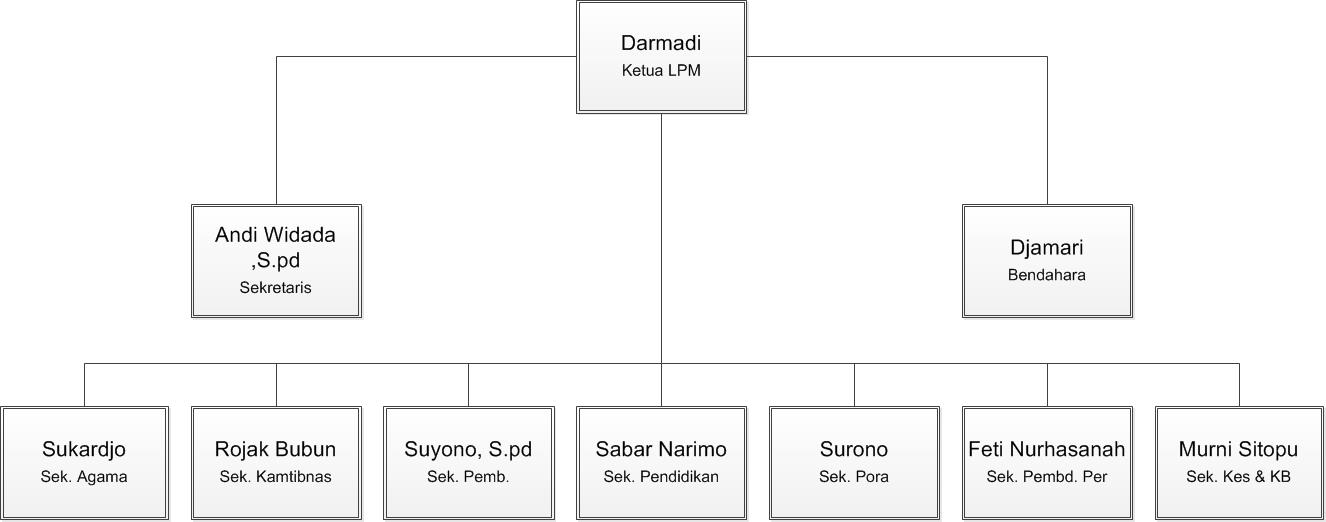 Darmadi
Ketua LPM
Andi Widada
,S.pd
Sekretaris
Djamari
Bendahara
Sukardjo
Sek. Agama
Rojak Bubun
Sek. Kamtibnas
Suyono, S.pd
Sek. Pemb.
Sabar Narimo
Sek. Pendidikan
Surono
Sek. Pora
Feti Nurhasanah
Sek. Pembd. Per
Murni Sitopu
Sek. Kes & KB